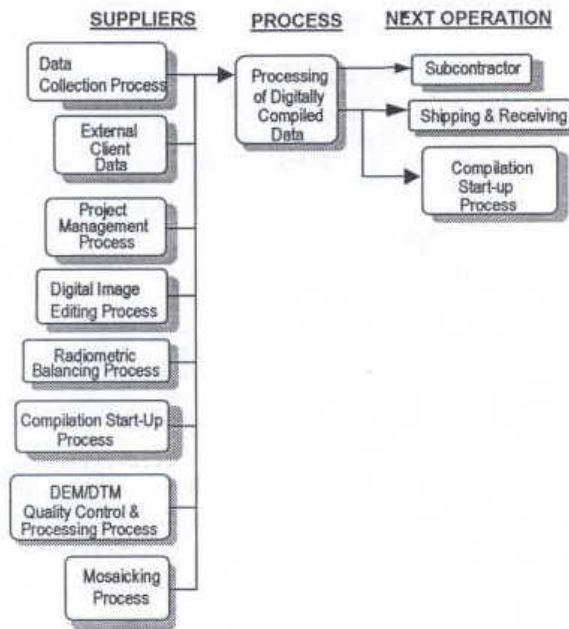 SUPPLIERS
PROCESS
NEXT OPERATION
Data
Collection Process
External
Client
Data
Project
Management
Process
Digital Image
Editing Process
Radiometric
Balancing Process
Compilation Start-Up
Process
DEM/DTM
Quality Control &
Processing Process
Mosaicking
Process
Processing
of Digitally
Compiled
Data
Subcontractor
Shipping & Receiving
Compilation
Start-up
Process